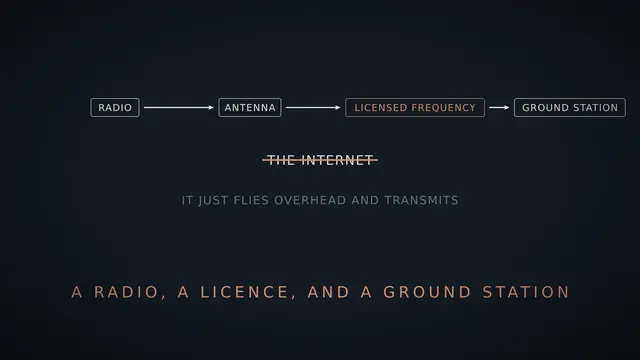 RADIO ANTENNA LICENSED FREQUENCY GROUND STATION
THE INTERNET
IT JUST FLIES OVERHEAD AND TRANSMITS
A RADIO, A LICENCE, AND A GROUND STATION